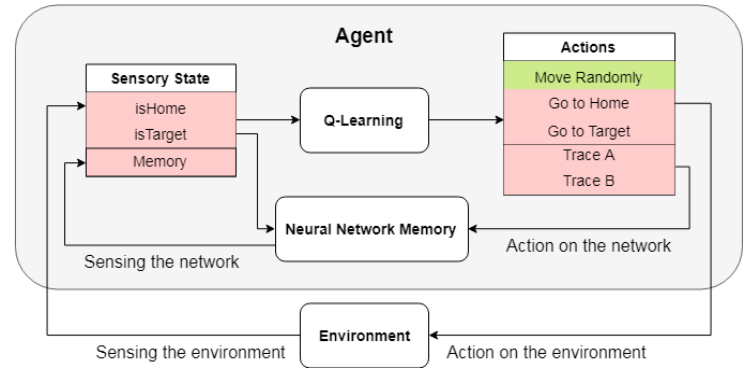 Agent
Sensory State
isHome
isTarget
Memory
Q-Learning
Actions
Move Randomly
Go to Home
Go to Target
Trace A
Trace B
Neural Network Memory
Sensing the network
Action on the network
Environment
Sensing the environment
Action on the environment